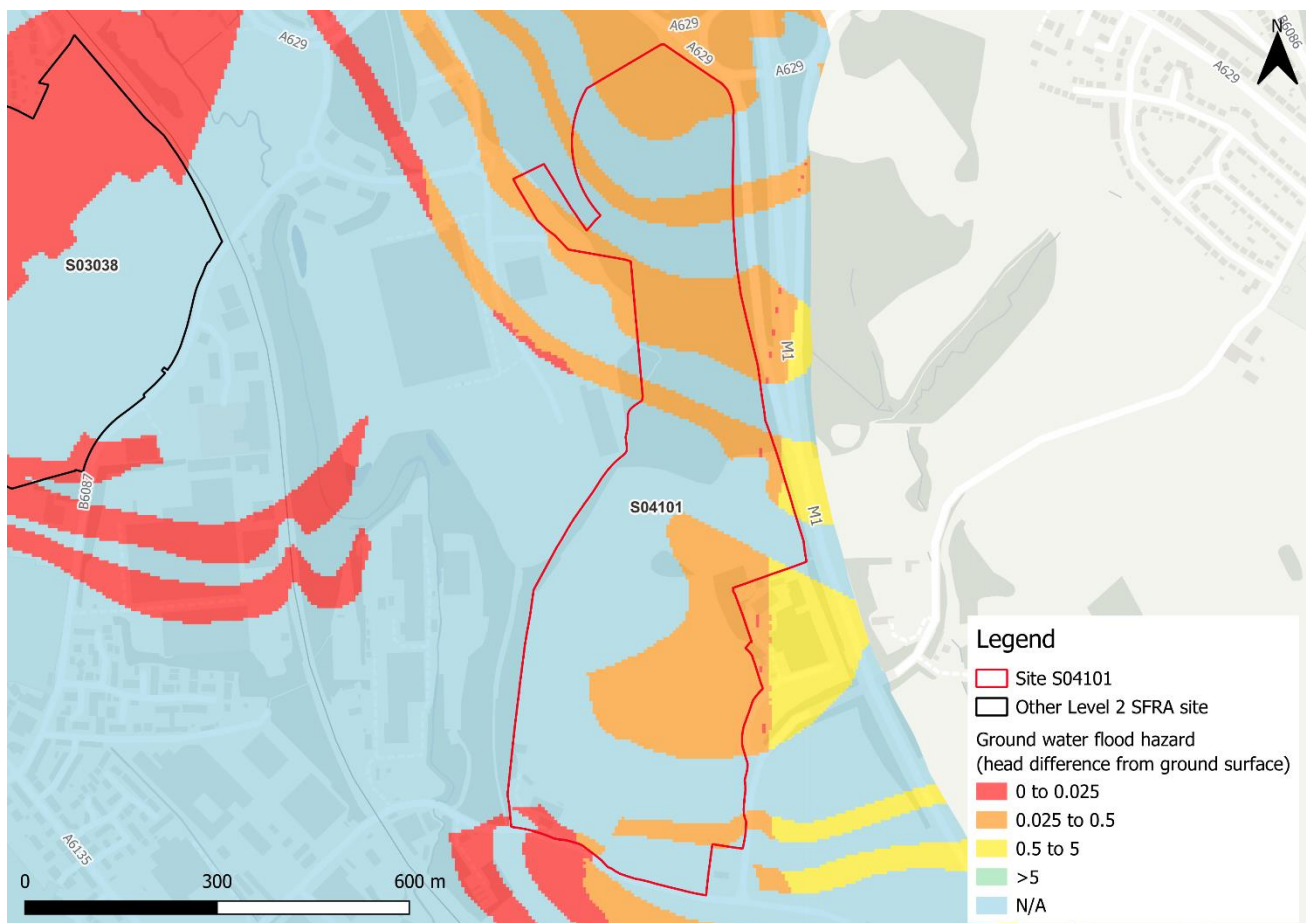 A629
A629
A629
A629
B6086
A629
N
S03038
M1
B6087
S04101
M1
A6135
0 300 600 m
Legend
Site S04101
Other Level 2 SFRA site
Ground water flood hazard
(head difference from ground surface)
0 to 0.025
0.025 to 0.5
0.5 to 5
>5
N/A